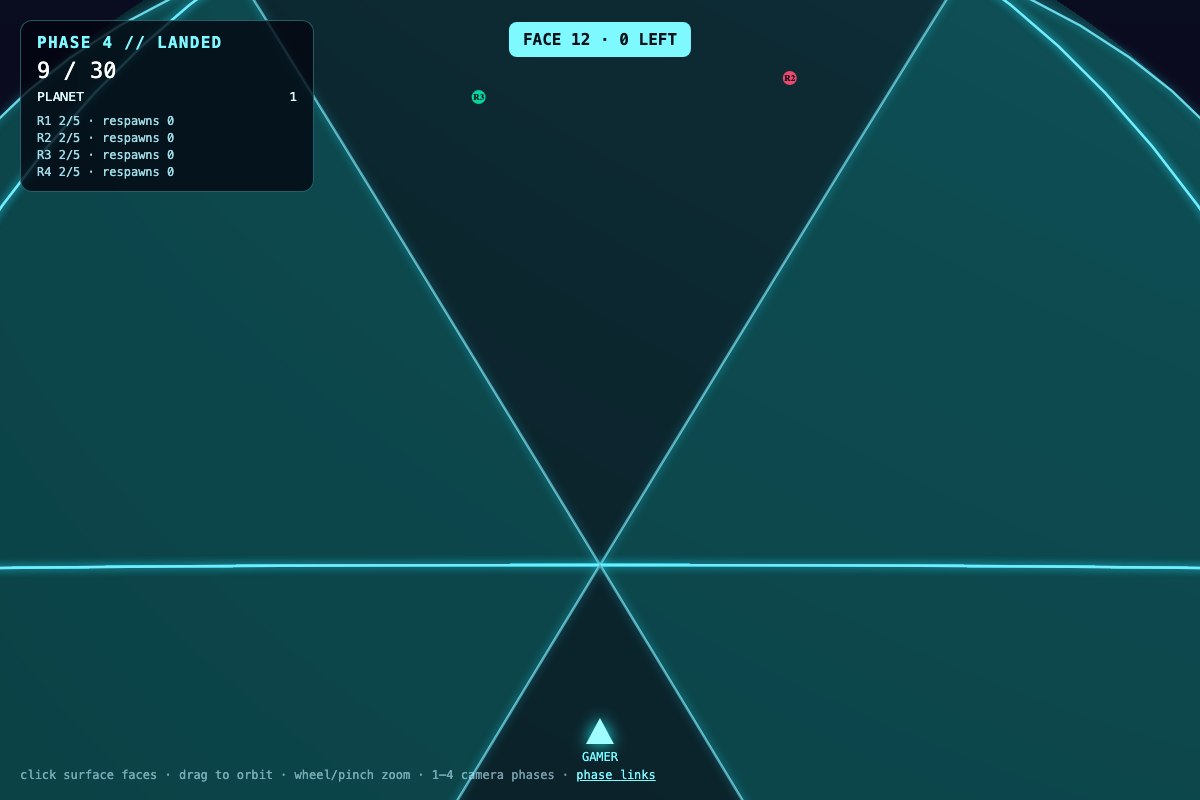 PHASE 4 // LANDED
9 / 30
PLANET 1
R1 2/5 · respawns 0
R2 2/5 · respawns 0
R3 2/5 · respawns 0
R4 2/5 · respawns 0
FACE 12 · 0 LEFT
R3
R2
GAMER
click surface faces · drag to orbit · wheel/pinch zoom · 1–4 camera phases · phase links